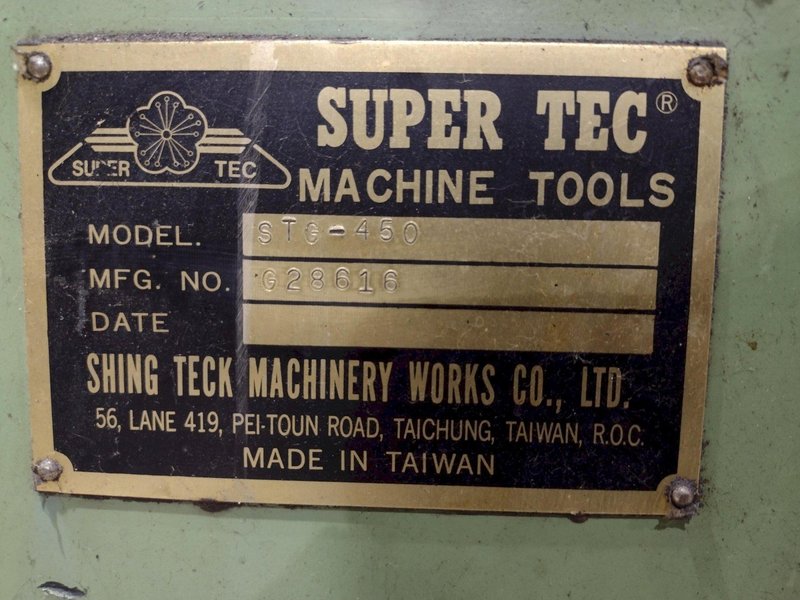 SUPER TEC
SUPER TEC®
MACHINE TOOLS
MODEL. STG-450
MFG. NO. G28616
DATE
SHING TECK MACHINERY WORKS CO., LTD.
56, LANE 419, PEI-TOUN ROAD, TAICHUNG, TAIWAN, R.O.C.
MADE IN TAIWAN